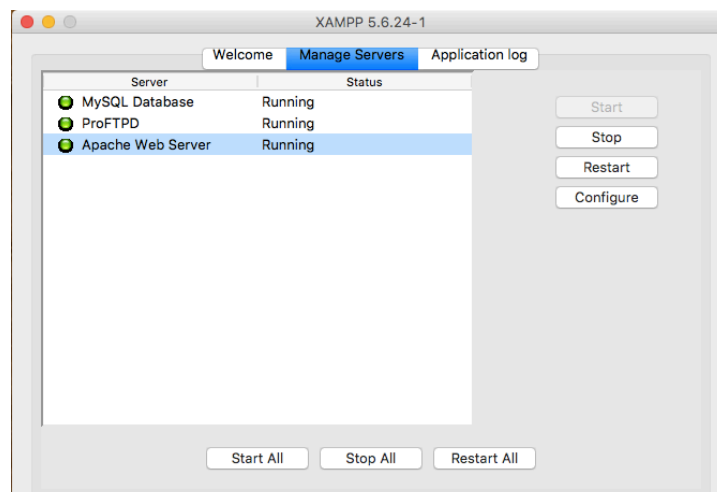 XAMPP 5.6.24-1
Welcome Manage Servers Application log
Server Status
MySQL Database Running
ProFTPD Running
Apache Web Server Running
Start
Stop
Restart
Configure
Start All Stop All Restart All